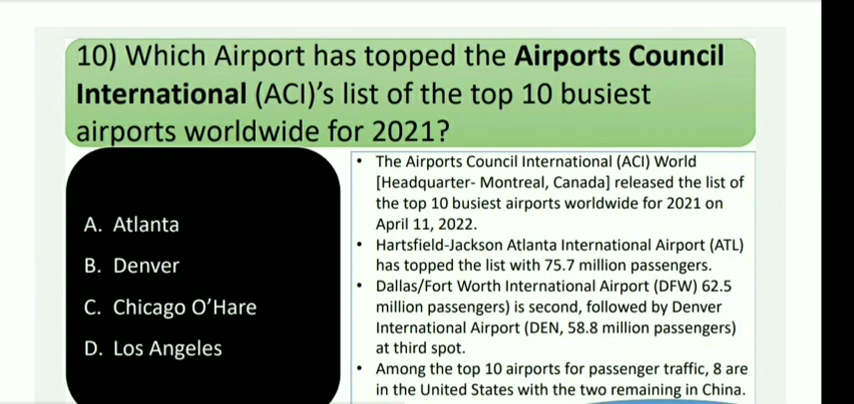 10) Which Airport has topped the Airports Council
International (ACI)’s list of the top 10 busiest
airports worldwide for 2021?
A. Atlanta
B. Denver
C. Chicago O’Hare
D. Los Angeles
• The Airports Council International (ACI) World
[Headquarter- Montreal, Canada] released the list of
the top 10 busiest airports worldwide for 2021 on
April 11, 2022.
• Hartsfield-Jackson Atlanta International Airport (ATL)
has topped the list with 75.7 million passengers.
• Dallas/Fort Worth International Airport (DFW) 62.5
million passengers) is second, followed by Denver
International Airport (DEN, 58.8 million passengers)
at third spot.
• Among the top 10 airports for passenger traffic, 8 are
in the United States with the two remaining in China.